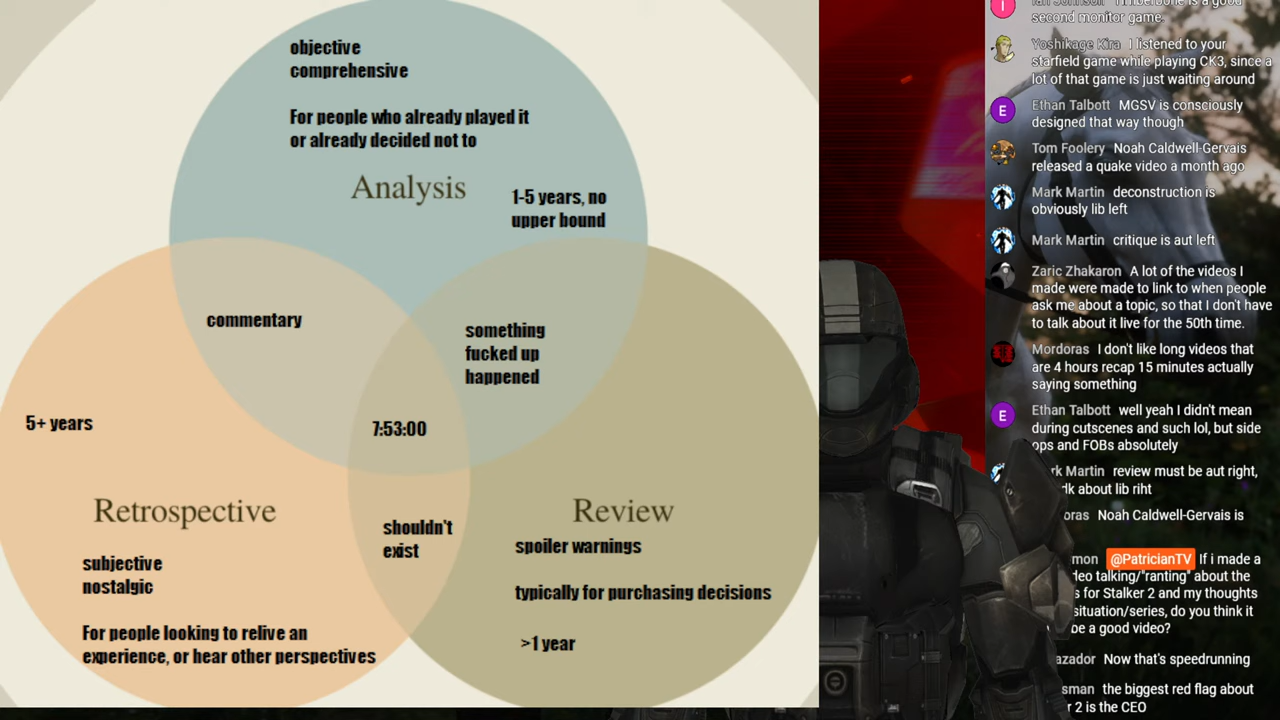 objective
comprehensive
For people who already played it
or already decided not to
Analysis
1-5 years, no
upper bound
commentary
something
fucked up
happened
5+ years
7:53:00
Retrospective
Review
shouldn't
exist
spoiler warnings
subjective
nostalgic
typically for purchasing decisions
For people looking to relive an
experience, or hear other perspectives
>1 year
is a good
second monitor game.
Yoshikage Kira I listened to your
starfield game while playing CK3, since a
lot of that game is just waiting around
E
Ethan Talbott MGSV is consciously
designed that way though
Tom Foolery Noah Caldwell-Gervais
released a quake video a month ago
Mark Martin deconstruction is
obviously lib left
Mark Martin critique is aut left
Zaric Zhakaron A lot of the videos I
made were made to link to when people
ask me about a topic, so that I don't have
to talk about it live for the 50th time.
Mordoras I don't like long videos that
are 4 hours recap 15 minutes actually
saying something
E
Ethan Talbott well yeah I didn't mean
during cutscenes and such lol, but side
ops and FOBs absolutely
rk Martin review must be aut right,
dk about lib riht
oras Noah Caldwell-Gervais is
mon @PatricianTV If i made a
deo talking/"ranting" about the
s for Stalker 2 and my thoughts
situation/series, do you think it
be a good video?
azador Now that's speedrunning
sman the biggest red flag about
r 2 is the CEO